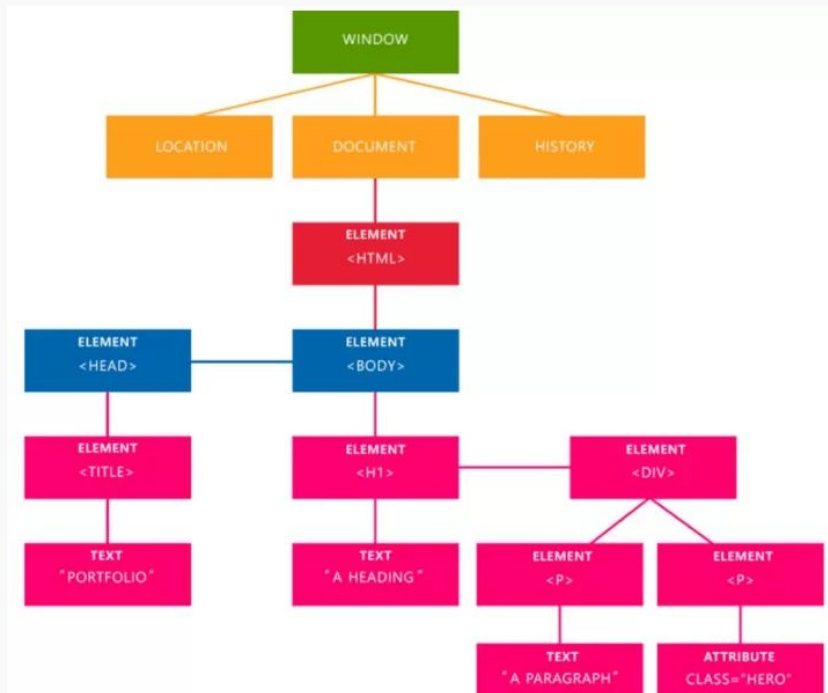 WINDOW
LOCATION
DOCUMENT
HISTORY
ELEMENT
<HTML>
ELEMENT
<HEAD>
ELEMENT
<BODY>
ELEMENT
<TITLE>
ELEMENT
<H1>
ELEMENT
<DIV>
TEXT
"PORTFOLIO"
TEXT
"A HEADING"
ELEMENT
<P>
ELEMENT
<P>
TEXT
"A PARAGRAPH"
ATTRIBUTE
CLASS="HERO"